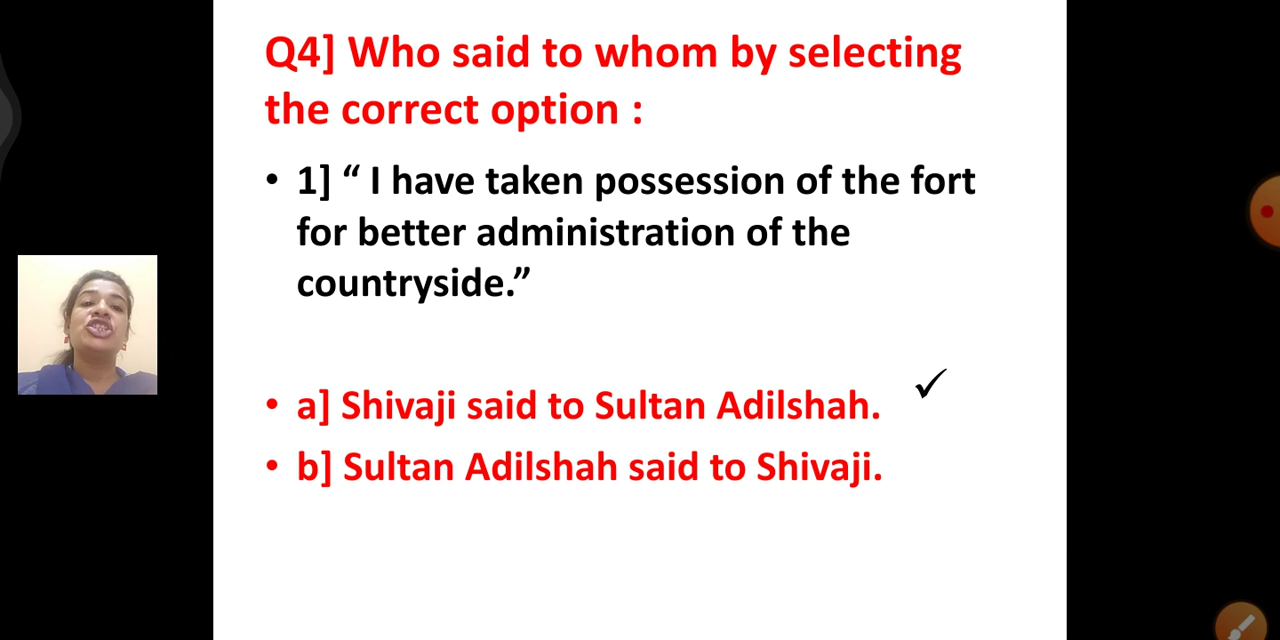 Q4] Who said to whom by selecting
the correct option :
• 1] “ I have taken possession of the fort
for better administration of the
countryside.”
• a] Shivaji said to Sultan Adilshah. ✓
• b] Sultan Adilshah said to Shivaji.